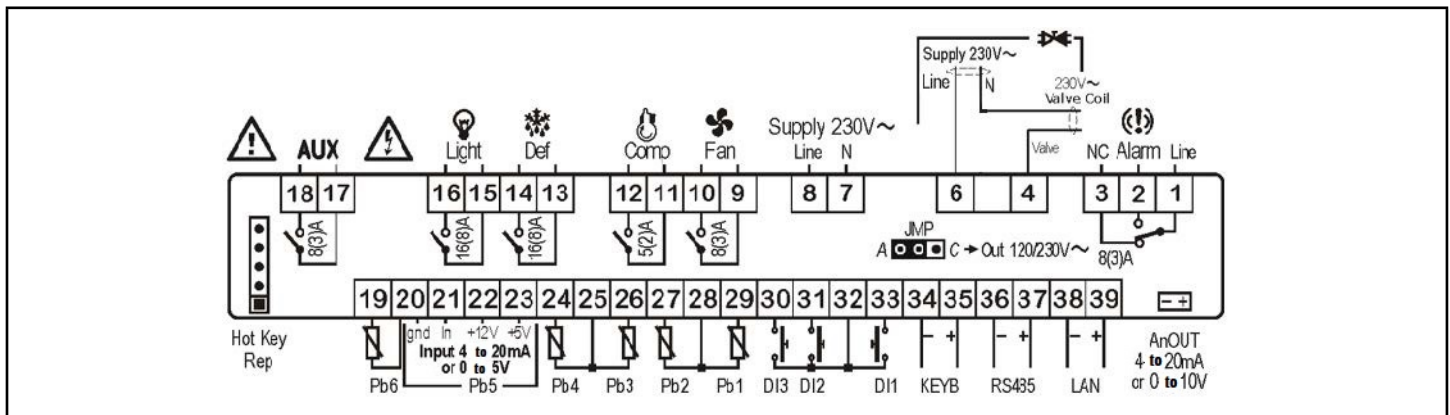 Supply 230V~
Line N
230V~
Valve Coil
Valve
AUX Light Def Comp Fan
Supply 230V~
Line N
NC Alarm Line
18 17 16 15 14 13 12 11 10 9 8 7 6 4 3 2 1
8(3)A 16(8)A 16(8)A 5(2)A 8(3)A
JMP
A C → Out 120/230V~
8(3)A
19 20 21 22 23 24 25 26 27 28 29 30 31 32 33 34 35 36 37 38 39
- +
Hot Key
Rep
gnd In +12V +5V
Input 4 to 20mA
or 0 to 5V
- + - + - +
Pb6 Pb5 Pb4 Pb3 Pb2 Pb1 DI3 DI2 DI1 KEYB RS485 LAN
AnOUT
4 to 20mA
or 0 to 10V